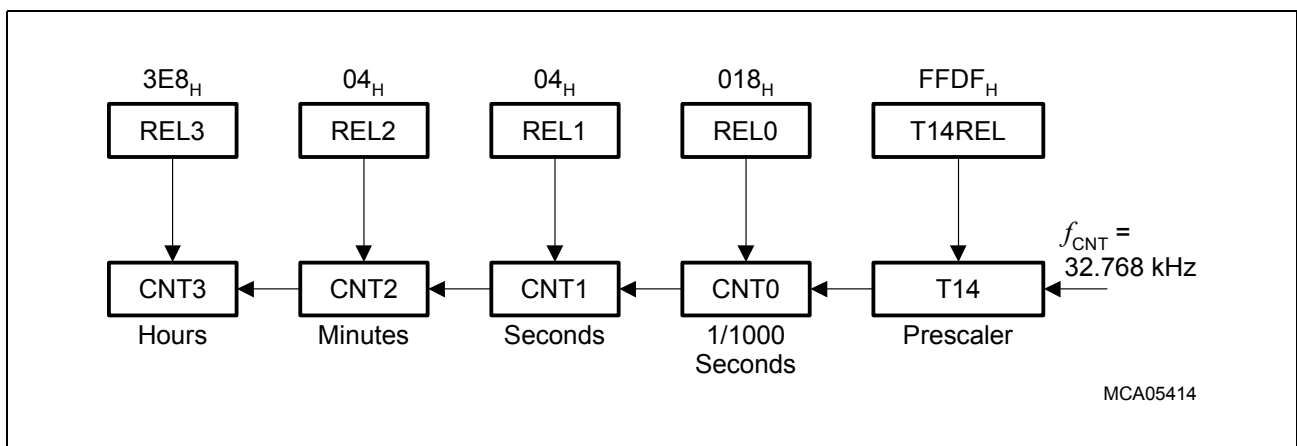 3E8H 04H 04H 018H FFDFH
REL3 REL2 REL1 REL0 T14REL
fCNT =
32.768 kHz
CNT3 CNT2 CNT1 CNT0 T14
Hours Minutes Seconds 1/1000 Prescaler
Seconds
MCA05414